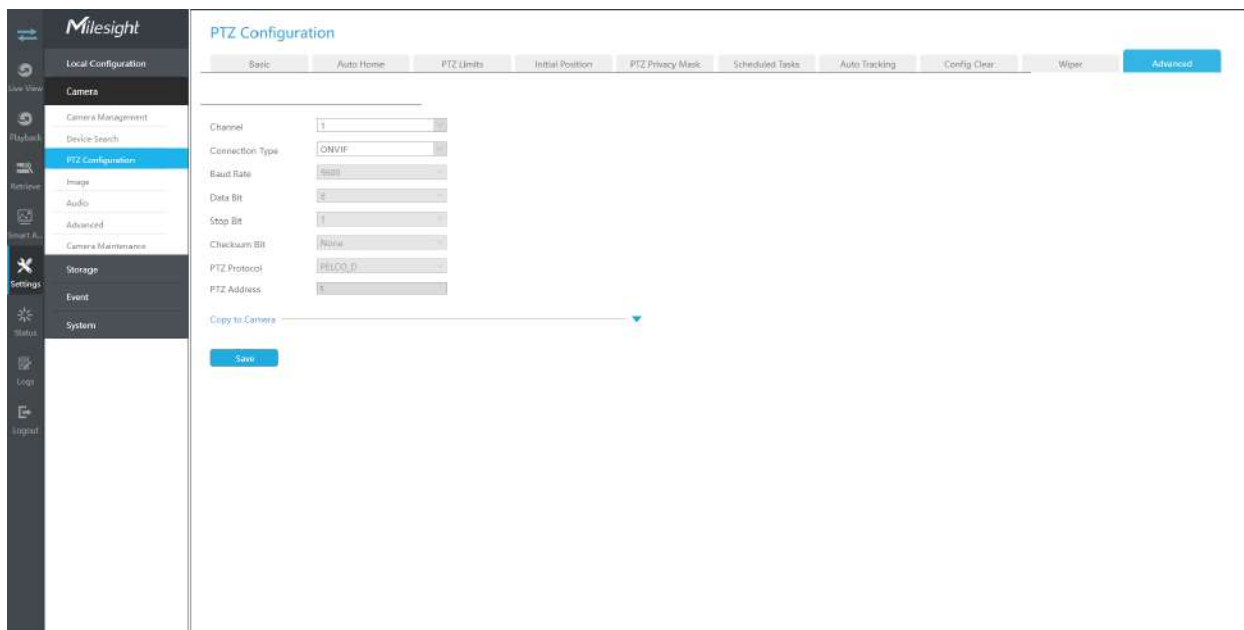 Milesight
PTZ Configuration
Local Configuration
Basic
Auto Home
PTZ Limits
Initial Position
PTZ Privacy Mask
Scheduled Tasks
Auto Tracking
Config Clear
Wiper
Advanced
Live View
Camera
Camera Management
Playback
Device Search
PTZ Configuration
Retrieve
Image
Audio
Smart A...
Advanced
Camera Maintenance
Settings
Storage
Event
Status
System
Logs
Logout
Channel 1
Connection Type ONVIF
Baud Rate 9600
Data Bit 8
Stop Bit 1
Checksum Bit None
PTZ Protocol PELCO_D
PTZ Address 1
Copy to Camera
Save